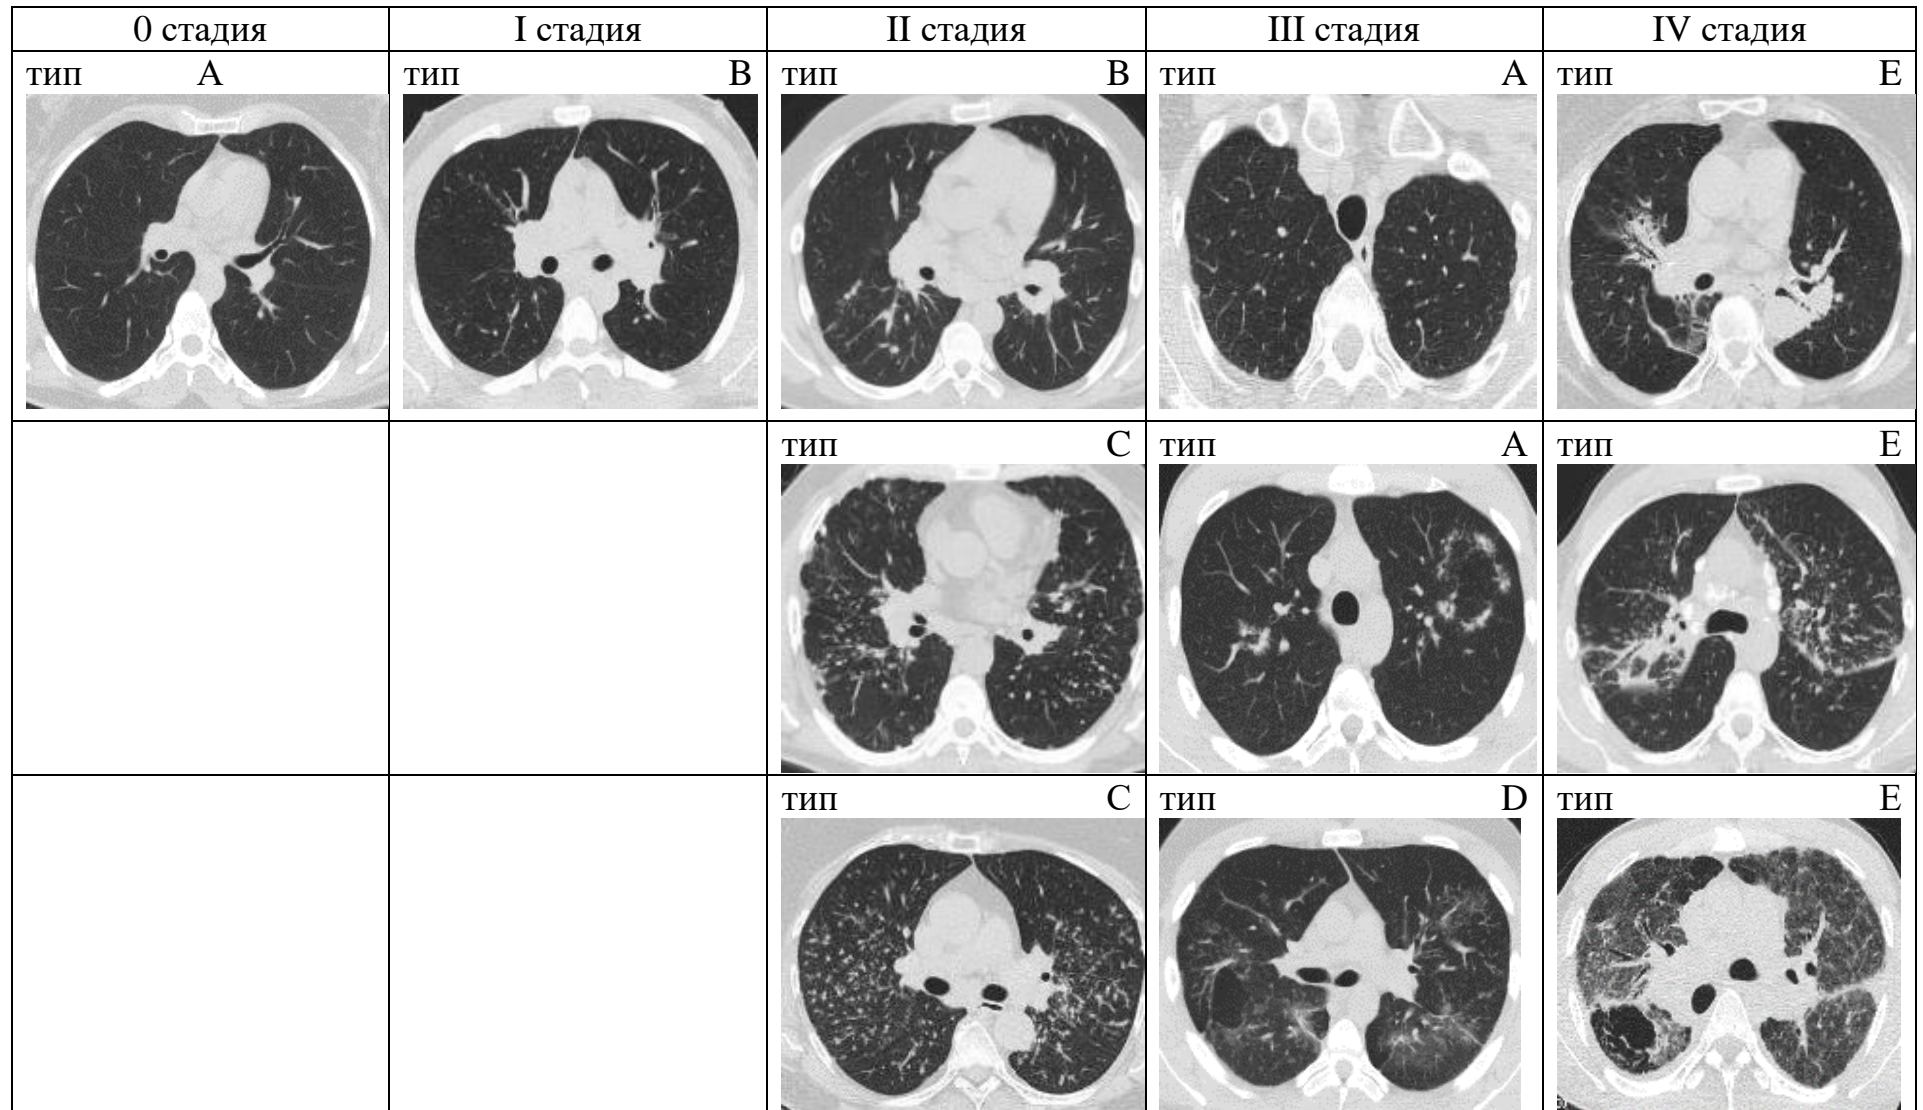 0 стадия I стадия II стадия III стадия IV стадия
тип A тип B тип B тип A тип E
тип C тип A тип E
тип C тип D тип E